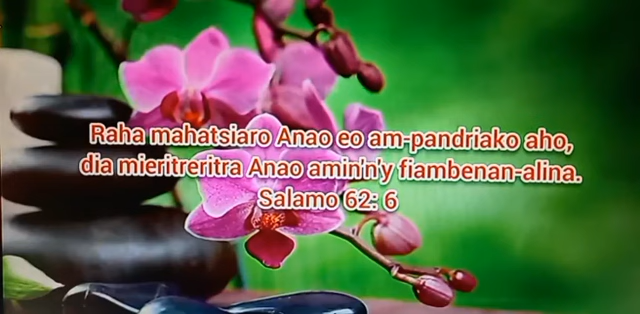 Raha mahatsiaro Anao eo am-pandriako aho,
dia mieritreritra Anao amin'n'y fiambenan-alina.
Salamo 62: 6